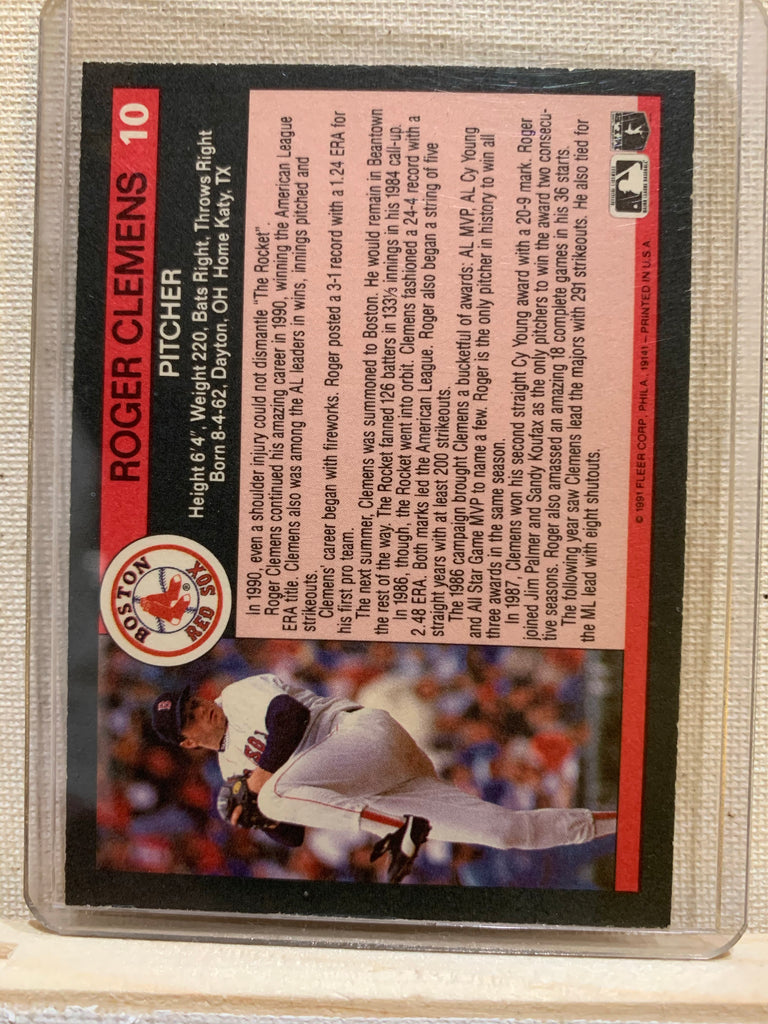 ROGER CLEMENS 10
PITCHER
Height 6'4", Weight 220, Bats Right, Throws Right
Born 8-4-62, Dayton, OH Home Katy, TX
BOSTON
RED SOX
®
In 1990, even a shoulder injury could not dismantle "The Rocket".
Roger Clemens continued his amazing career in 1990, winning the American League
ERA title. Clemens also was among the AL leaders in wins, innings pitched and
strikeouts.
Clemens' career began with fireworks. Roger posted a 3-1 record with a 1.24 ERA for
his first pro team.
The next summer, Clemens was summoned to Boston. He would remain in Beantown
the rest of the way. The Rocket fanned 126 batters in 133⅓ innings in his 1984 call-up.
In 1986, though, the Rocket went into orbit. Clemens fashioned a 24-4 record with a
2.48 ERA. Both marks led the American League. Roger also began a string of five
straight years with at least 200 strikeouts.
The 1986 campaign brought Clemens a bucketful of awards: AL MVP, AL Cy Young
and All Star Game MVP to name a few. Roger is the only pitcher in history to win all
three awards in the same season.
In 1987, Clemens won his second straight Cy Young award with a 20-9 mark. Roger
joined Jim Palmer and Sandy Koufax as the only pitchers to win the award two consecu-
tive seasons. Roger also amassed an amazing 18 complete games in his 36 starts.
The following year saw Clemens lead the majors with 291 strikeouts. He also tied for
the ML lead with eight shutouts.
© 1991 FLEER CORP., PHILA. 19141 – PRINTED IN U.S.A.